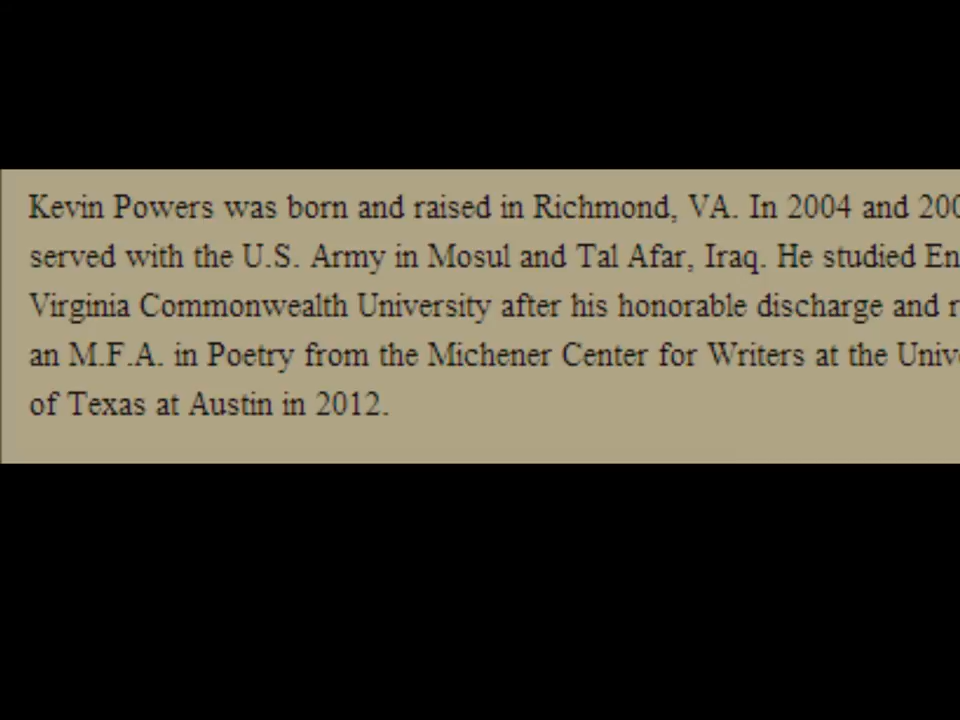 Kevin Powers was born and raised in Richmond, VA. In 2004 and
served with the U.S. Army in Mosul and Tal Afar, Iraq. He studied
Virginia Commonwealth University after his honorable discharge and
an M.F.A. in Poetry from the Michener Center for Writers at the
of Texas at Austin in 2012.